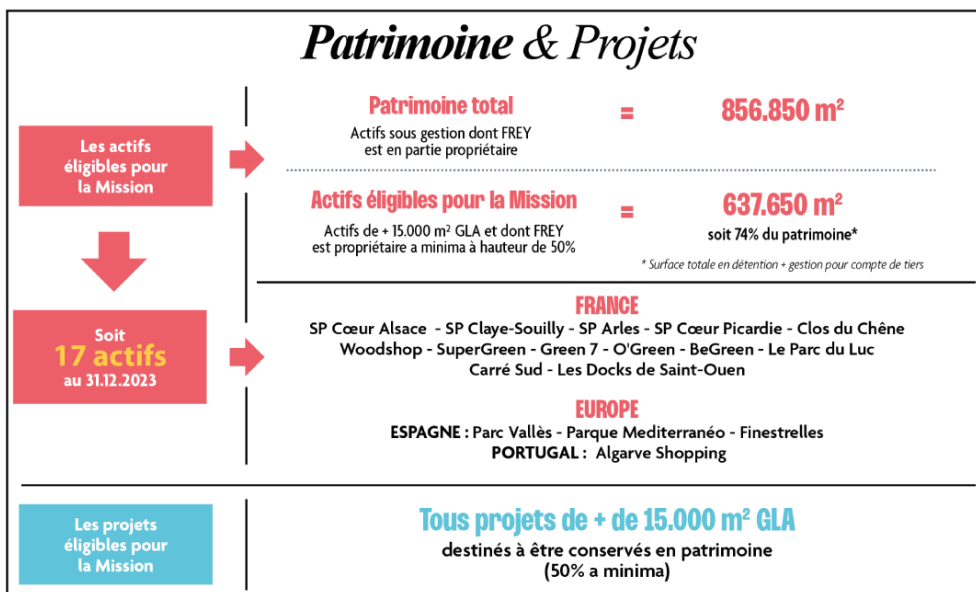 Patrimoine & Projets
Les actifs
éligibles pour
la Mission
Patrimoine total
Actifs sous gestion dont FREY
est en partie propriétaire
=
856.850 m²
Actifs éligibles pour la Mission
Actifs de + 15.000 m² GLA et dont FREY
est propriétaire a minima à hauteur de 50%
=
637.650 m²
soit 74% du patrimoine*
* Surface totale en détention + gestion pour compte de tiers
Soit
17 actifs
au 31.12.2023
FRANCE
SP Cœur Alsace - SP Claye-Souilly - SP Arles - SP Cœur Picardie - Clos du Chêne
Woodshop - SuperGreen - Green 7 - O'Green - BeGreen - Le Parc du Luc
Carré Sud - Les Docks de Saint-Ouen
EUROPE
ESPAGNE : Parc Vallès - Parque Mediterranéo - Finestrelles
PORTUGAL : Algarve Shopping
Les projets
éligibles pour
la Mission
Tous projets de + de 15.000 m² GLA
destinés à être conservés en patrimoine
(50% a minima)